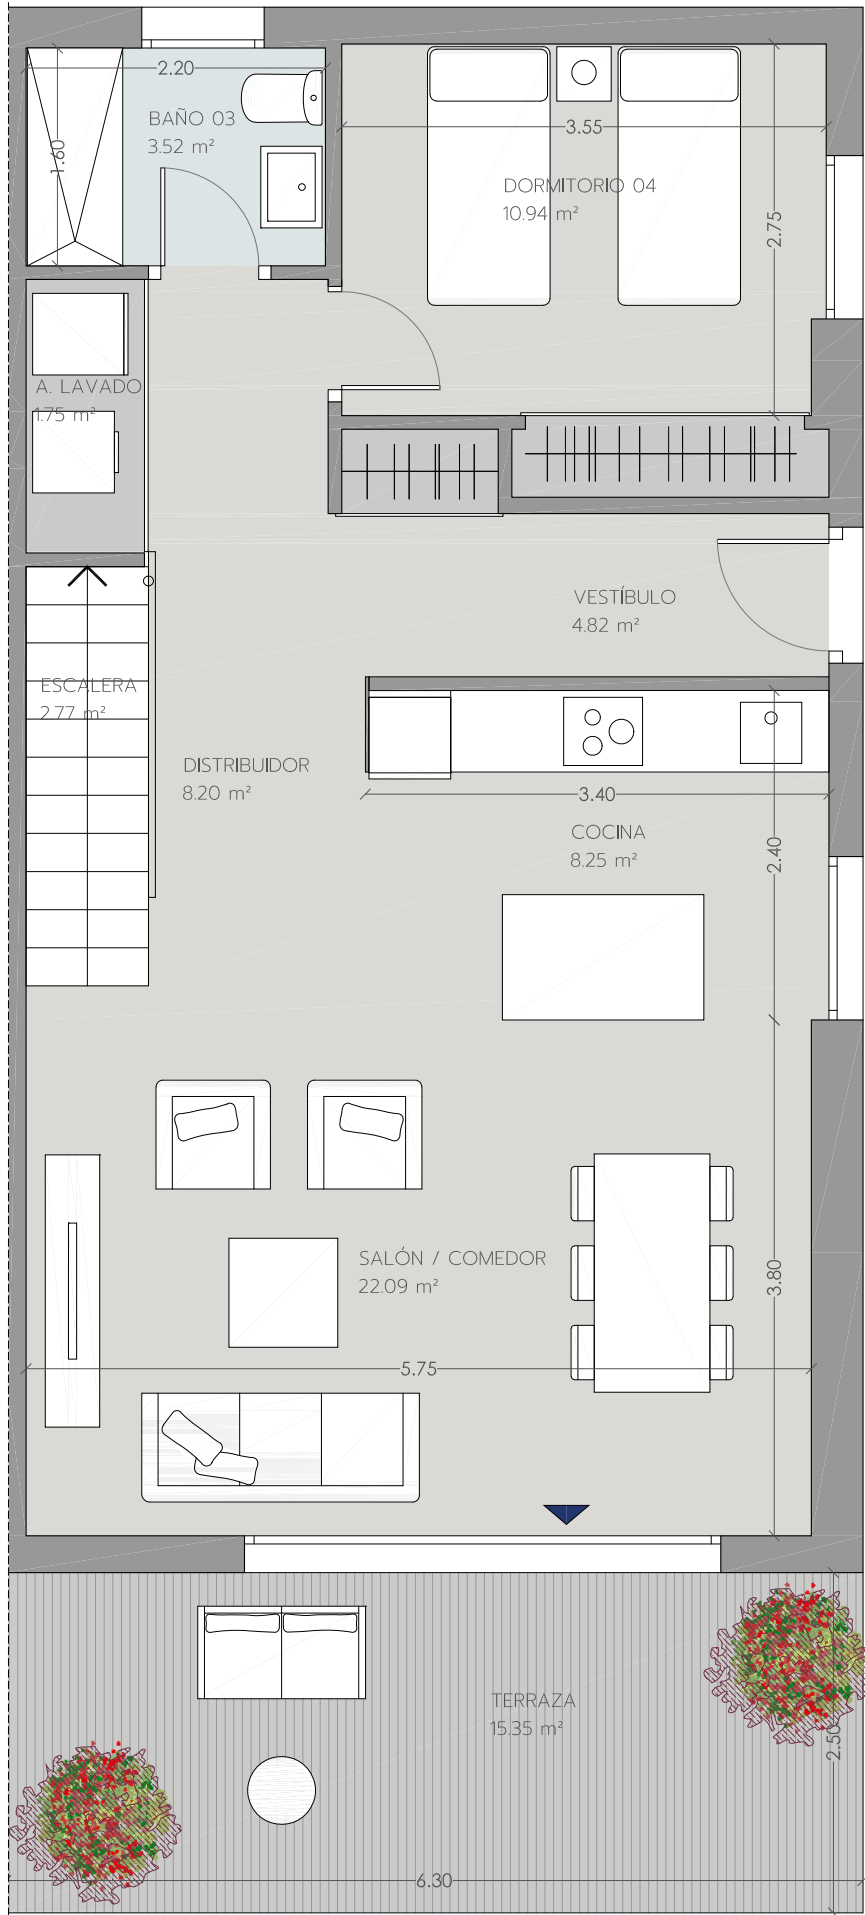 2.20
BAÑO 03
3.52 m²
1.60
3.55
DORMITORIO 04
10.94 m²
2.75
A. LAVADO
1.75 m²
VESTÍBULO
4.82 m²
ESCALERA
2.77 m²
DISTRIBUIDOR
8.20 m²
3.40
COCINA
8.25 m²
2.40
SALÓN / COMEDOR
22.09 m²
3.80
5.75
TERRAZA
15.35 m²
2.50
6.30